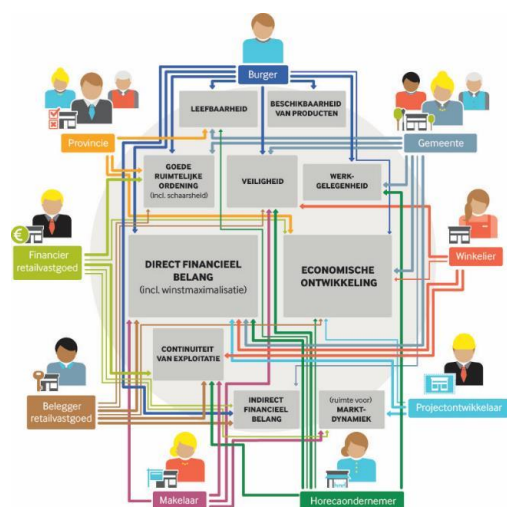 Burger
LEEFBAARHEID
BESCHIKBAARHEID
VAN PRODUCTEN
Provincie
Gemeente
GOEDE
RUIMTELIJKE
ORDENING
(incl. schaarsheid)
VEILIGHEID
WERK-
GELEGENHEID
Financier
retailvastgoed
Winkelier
DIRECT FINANCIEEL
BELANG
(incl. winstmaximalisatie)
ECONOMISCHE
ONTWIKKELING
CONTINUITEIT
VAN EXPLOITATIE
Belegger
retailvastgoed
INDIRECT
FINANCIEEL
BELANG
(ruimte voor)
MARKT-
DYNAMIEK
Projectontwikkelaar
Makelaar
Horecaondernemer